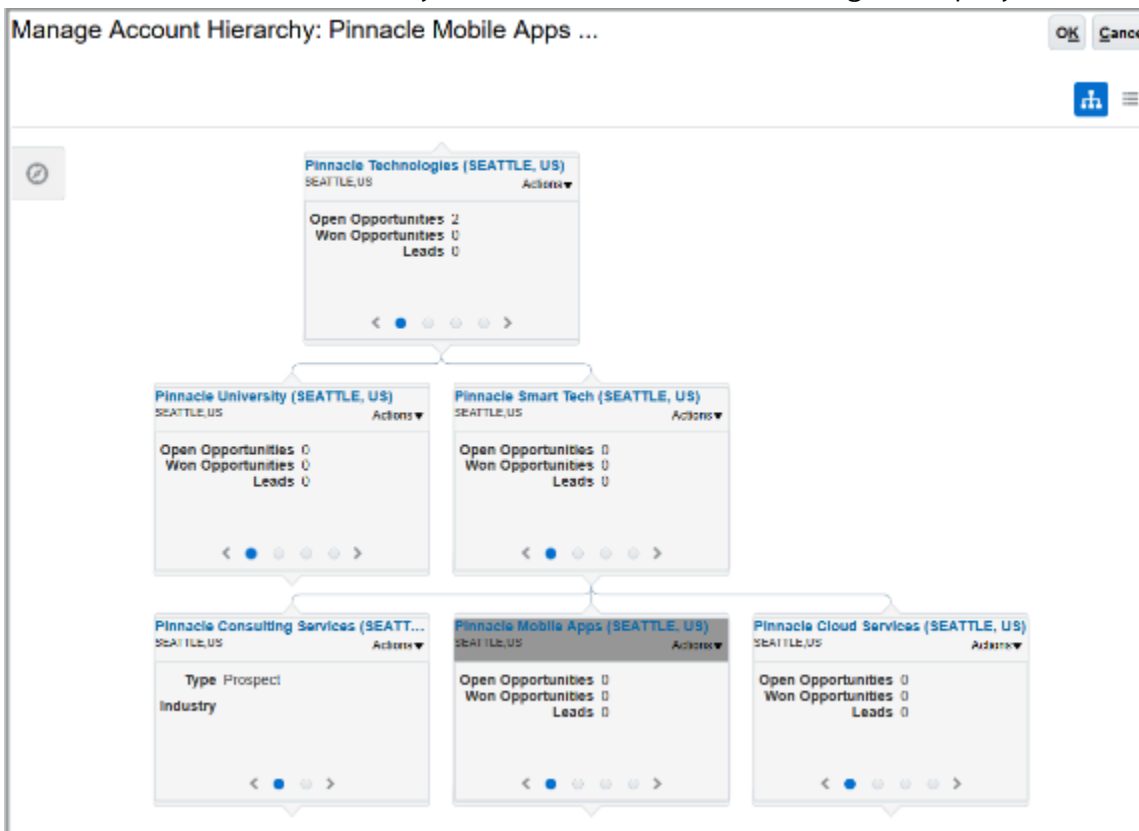 Manage Account Hierarchy: Pinnacle Mobile Apps ...
OK Cance
Pinnacle Technologies (SEATTLE, US)
SEATTLE,US Actions
Open Opportunities 2
Won Opportunities 0
Leads 0
Pinnacle University (SEATTLE, US)
SEATTLE,US Actions
Open Opportunities 0
Won Opportunities 0
Leads 0
Pinnacle Smart Tech (SEATTLE, US)
SEATTLE,US Actions
Open Opportunities 0
Won Opportunities 0
Leads 0
Pinnacle Consulting Services (SEATT...
SEATTLE,US Actions
Type Prospect
Industry
Pinnacle Mobile Apps (SEATTLE, US)
SEATTLE,US Actions
Open Opportunities 0
Won Opportunities 0
Leads 0
Pinnacle Cloud Services (SEATTLE, US)
SEATTLE,US Actions
Open Opportunities 0
Won Opportunities 0
Leads 0